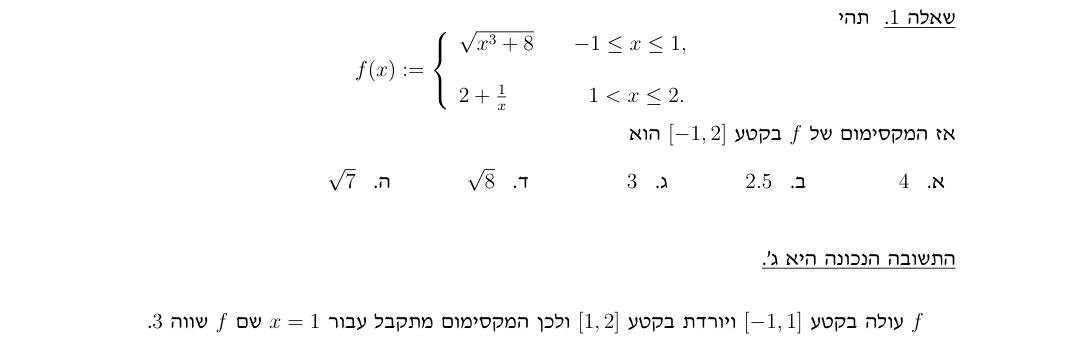 שאלה 1. תהי
f(x) := { √(x³ + 8)   −1 ≤ x ≤ 1,
2 + 1/x   1 < x ≤ 2.
אז המקסימום של f בקטע [−1, 2] הוא
א. 4   ב. 2.5   ג. 3   ד. √8   ה. √7
התשובה הנכונה היא ג'.
f עולה בקטע [−1, 1] ויורדת בקטע [1, 2] ולכן המקסימום מתקבל עבור x = 1 שם f שווה 3.